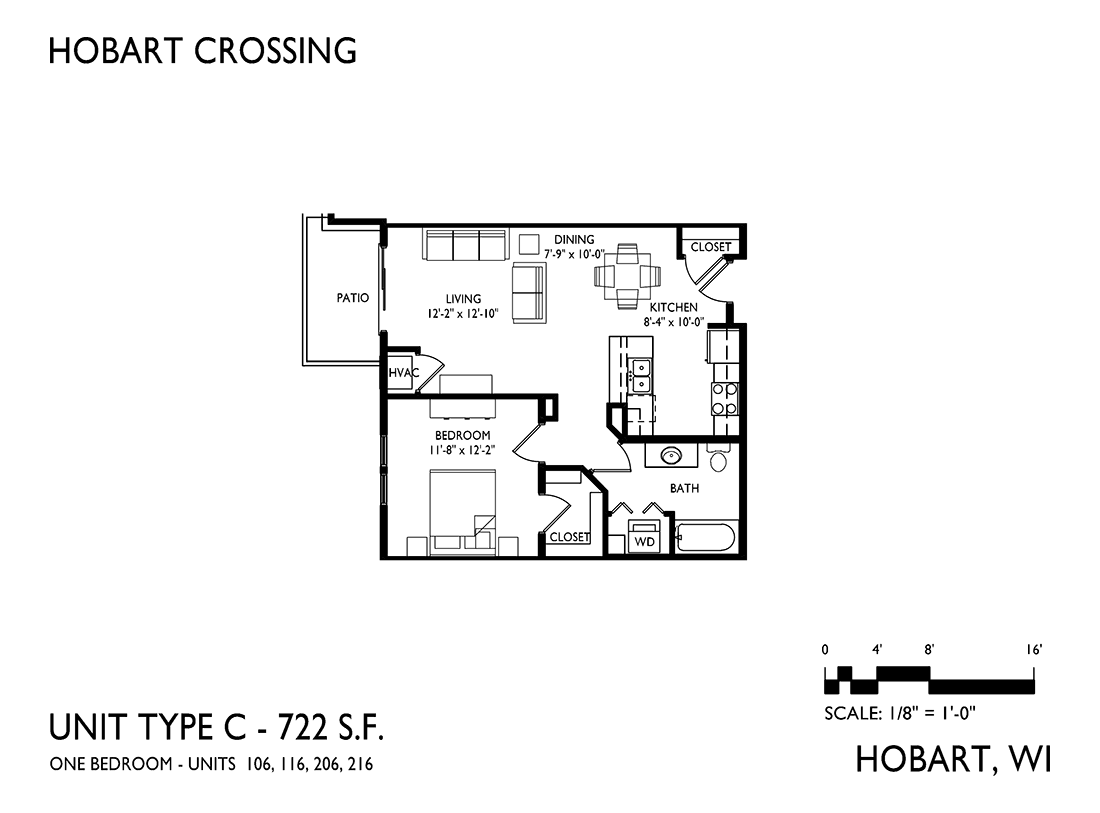 HOBART CROSSING
DINING
7'-9" x 10'-0"
CLOSET
PATIO
LIVING
12'-2" x 12'-10"
KITCHEN
8'-4" x 10'-0"
HVAC
BEDROOM
11'-8" x 12'-2"
BATH
CLOSET
WD
0 4' 8' 16'
SCALE: 1/8" = 1'-0"
UNIT TYPE C - 722 S.F.
ONE BEDROOM - UNITS 106, 116, 206, 216
HOBART, WI